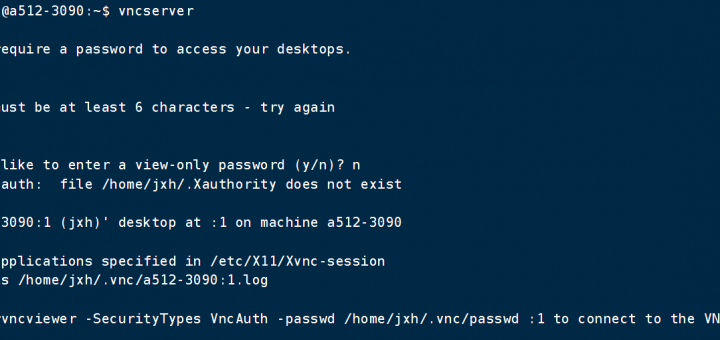 @a512-3090:~$ vncserver
require a password to access your desktops.
ust be at least 6 characters - try again
like to enter a view-only password (y/n)? n
auth:  file /home/jxh/.Xauthority does not exist
3090:1 (jxh)' desktop at :1 on machine a512-3090
pplications specified in /etc/X11/Xvnc-session
s /home/jxh/.vnc/a512-3090:1.log
vncviewer -SecurityTypes VncAuth -passwd /home/jxh/.vnc/passwd :1 to connect to the VN